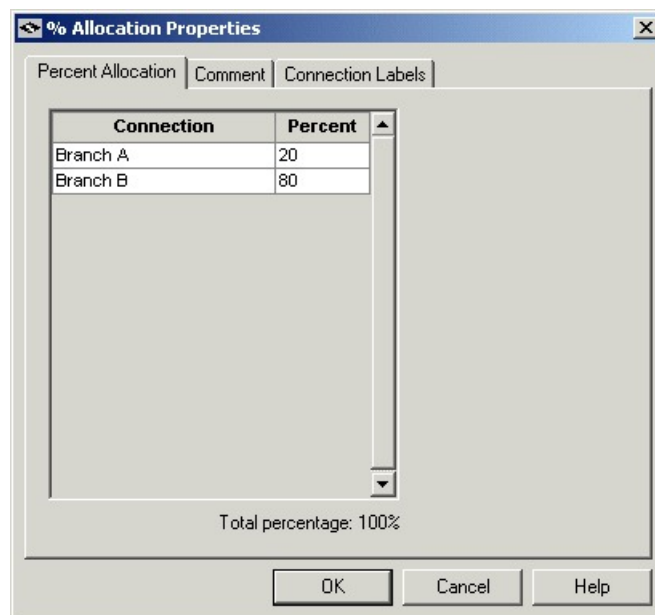 % Allocation Properties
Percent Allocation Comment Connection Labels
Connection Percent
Branch A 20
Branch B 80
Total percentage: 100%
OK Cancel Help